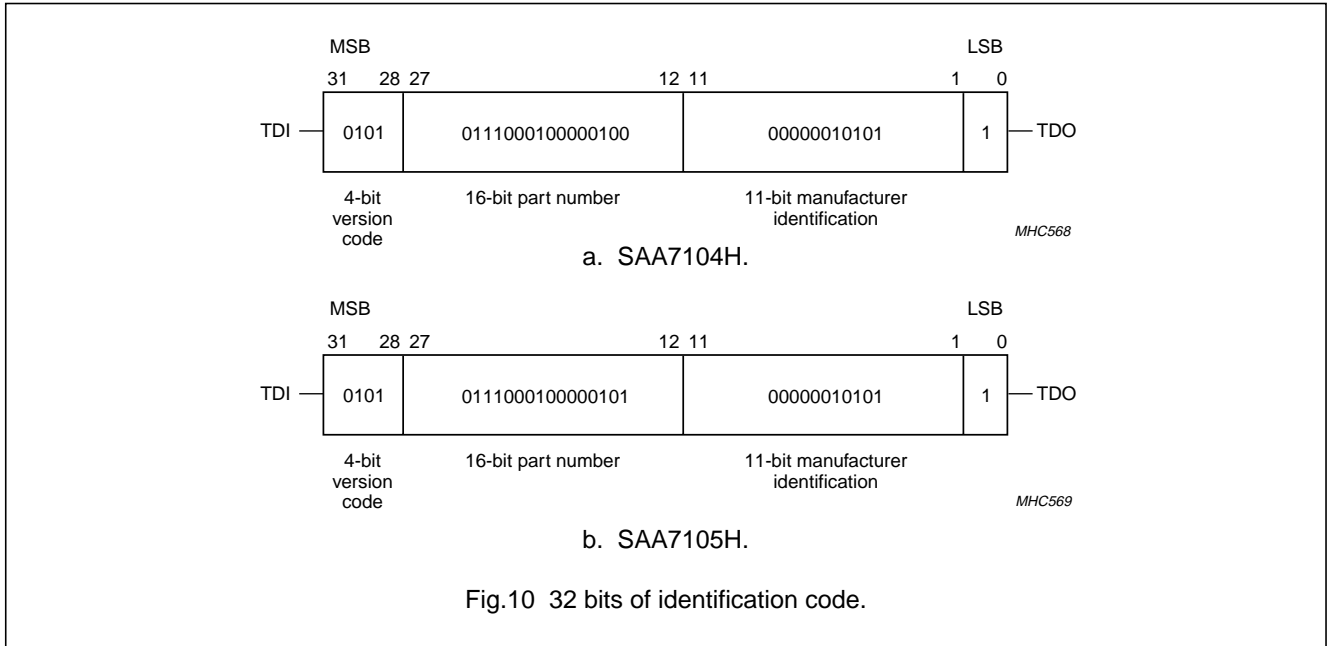 MSB LSB
31 28 27 12 11 1 0
TDI 0101 0111000100000100 00000010101 1 TDO
4-bit version code 16-bit part number 11-bit manufacturer identification
MHC568
a. SAA7104H.
MSB LSB
31 28 27 12 11 1 0
TDI 0101 0111000100000101 00000010101 1 TDO
4-bit version code 16-bit part number 11-bit manufacturer identification
MHC569
b. SAA7105H.
Fig.10 32 bits of identification code.